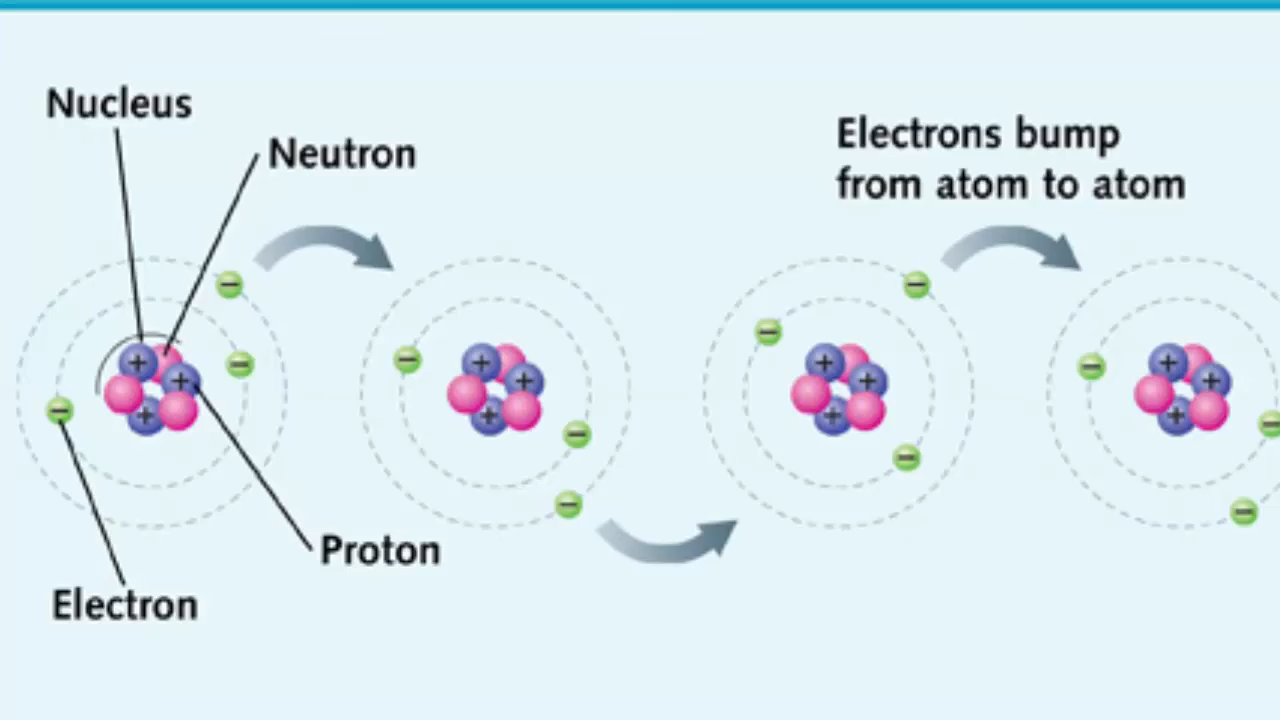 Nucleus
Neutron
Electrons bump
from atom to atom
Proton
Electron